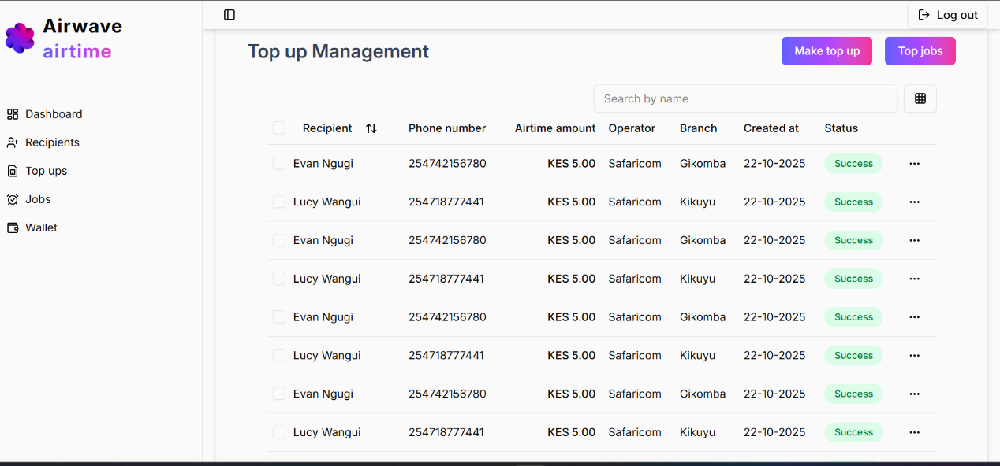 Airwave
airtime
Log out
Dashboard
Recipients
Top ups
Jobs
Wallet
Top up Management
Make top up
Top jobs
Search by name
Recipient Phone number Airtime amount Operator Branch Created at Status
Evan Ngugi 254742156780 KES 5.00 Safaricom Gikomba 22-10-2025 Success
Lucy Wangui 254718777441 KES 5.00 Safaricom Kikuyu 22-10-2025 Success
Evan Ngugi 254742156780 KES 5.00 Safaricom Gikomba 22-10-2025 Success
Lucy Wangui 254718777441 KES 5.00 Safaricom Kikuyu 22-10-2025 Success
Evan Ngugi 254742156780 KES 5.00 Safaricom Gikomba 22-10-2025 Success
Lucy Wangui 254718777441 KES 5.00 Safaricom Kikuyu 22-10-2025 Success
Evan Ngugi 254742156780 KES 5.00 Safaricom Gikomba 22-10-2025 Success
Lucy Wangui 254718777441 KES 5.00 Safaricom Kikuyu 22-10-2025 Success